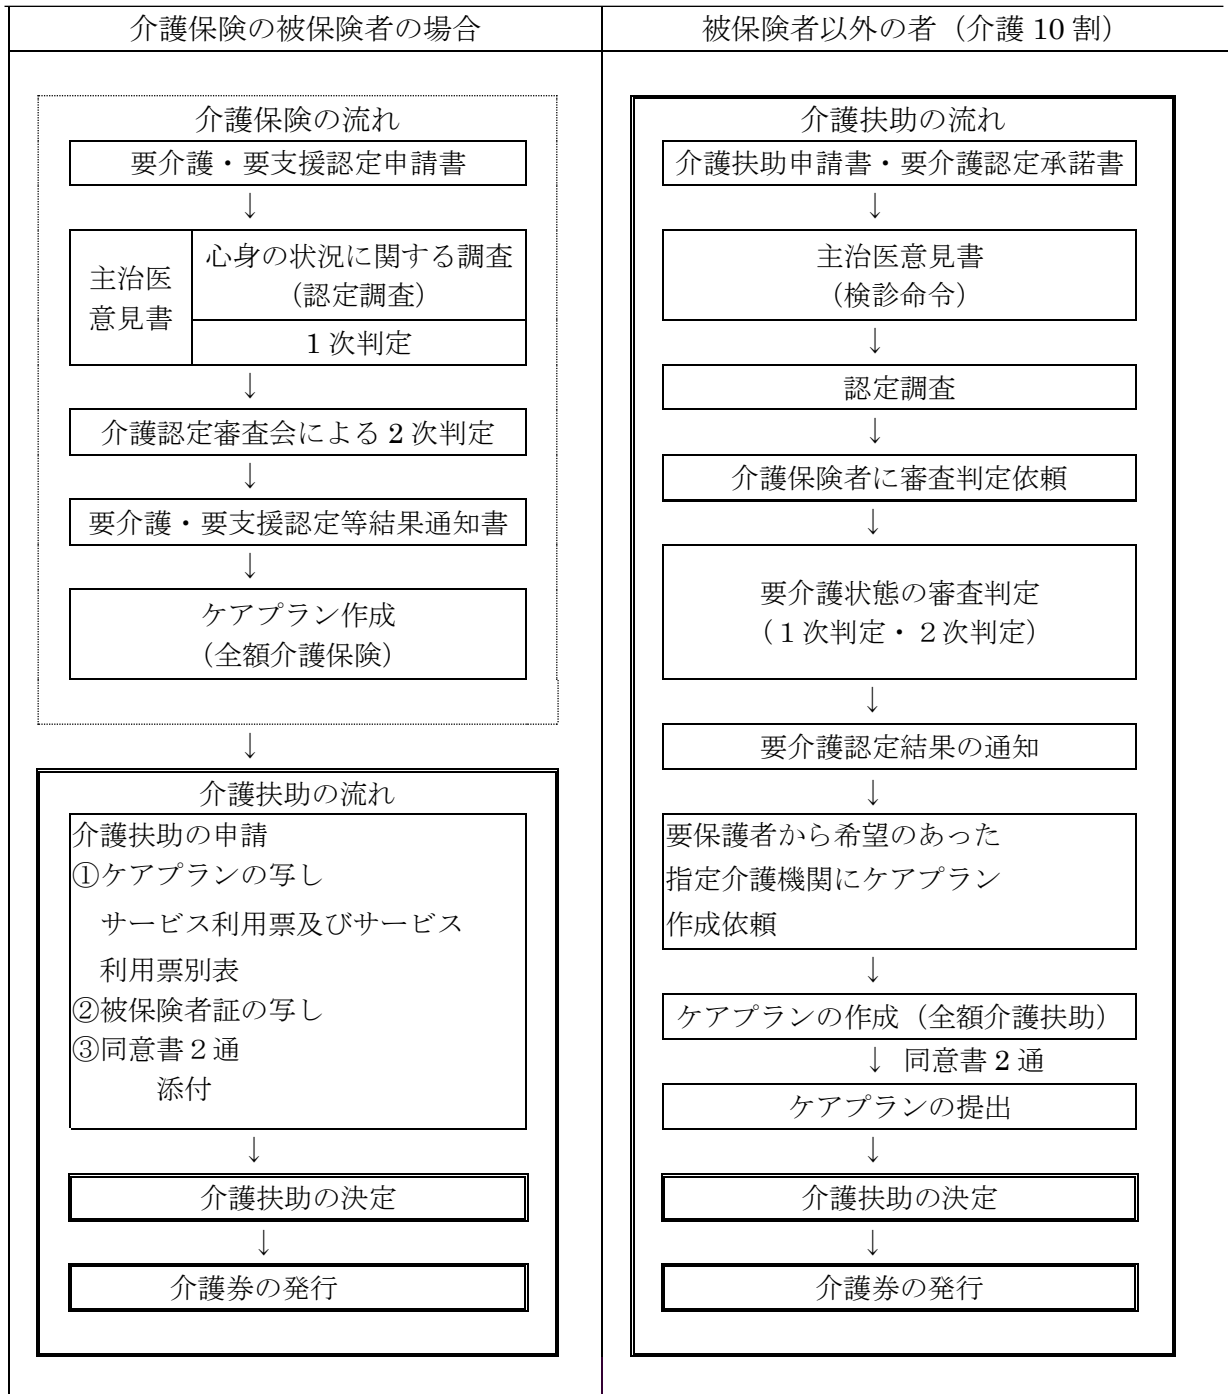 介護保険の被保険者の場合
介護保険の流れ
要介護・要支援認定申請書
↓
主治医
意見書
心身の状況に関する調査
（認定調査）
１次判定
↓
介護認定審査会による 2 次判定
↓
要介護・要支援認定等結果通知書
↓
ケアプラン作成
（全額介護保険）
↓
介護扶助の流れ
介護扶助の申請
①ケアプランの写し
サービス利用票及びサービス
利用票別表
②被保険者証の写し
③同意書２通
添付
↓
介護扶助の決定
↓
介護券の発行
被保険者以外の者（介護 10 割）
介護扶助の流れ
介護扶助申請書・要介護認定承諾書
↓
主治医意見書
（検診命令）
↓
認定調査
↓
介護保険者に審査判定依頼
↓
要介護状態の審査判定
（１次判定・２次判定）
↓
要介護認定結果の通知
↓
要保護者から希望のあった
指定介護機関にケアプラン
作成依頼
↓
ケアプランの作成（全額介護扶助）
↓ 同意書 2 通
ケアプランの提出
↓
介護扶助の決定
↓
介護券の発行